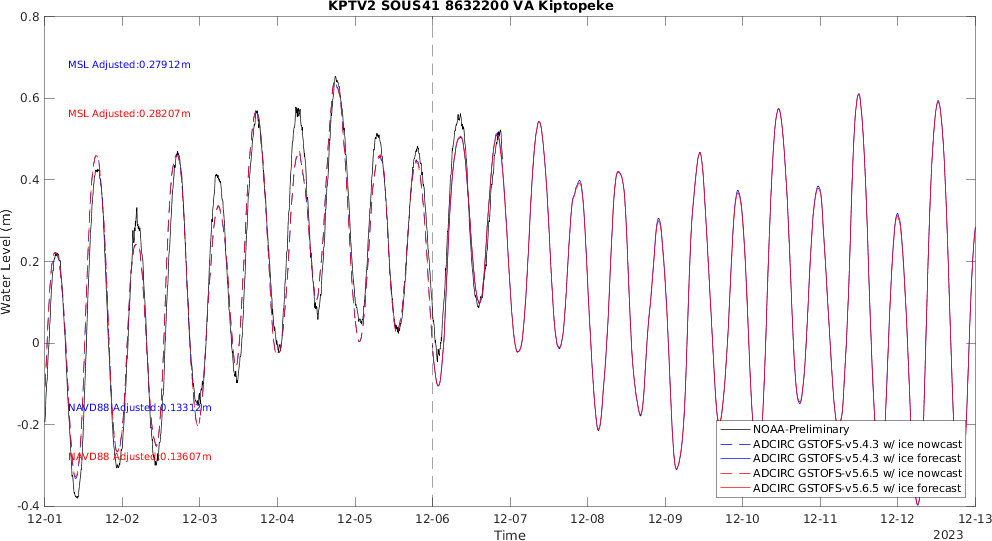 KPTV2 SOUS41 8632200 VA Kiptopeke
0.8
0.6
0.4
0.2
0
-0.2
-0.4
Water Level (m)
MSL Adjusted:0.27912m
MSL Adjusted:0.28207m
NAVD88 Adjusted:0.13312m
NAVD88 Adjusted:0.13607m
NOAA-Preliminary
ADCIRC GSTOFS-v5.4.3 w/ ice nowcast
ADCIRC GSTOFS-v5.4.3 w/ ice forecast
ADCIRC GSTOFS-v5.6.5 w/ ice nowcast
ADCIRC GSTOFS-v5.6.5 w/ ice forecast
12-01 12-02 12-03 12-04 12-05 12-06 12-07 12-08 12-09 12-10 12-11 12-12 12-13
Time
2023